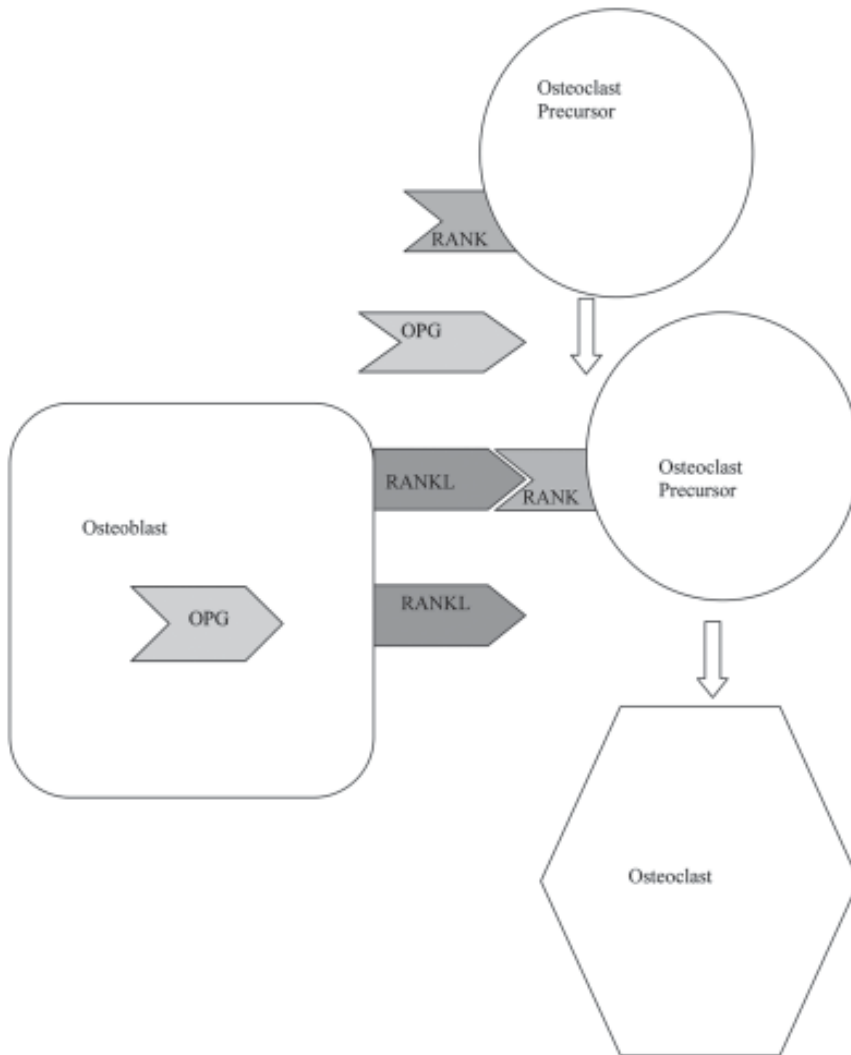 Osteoclast
Precursor
RANK
OPG
RANKL
RANK
Osteoclast
Precursor
Osteoblast
OPG
RANKL
Osteoclast